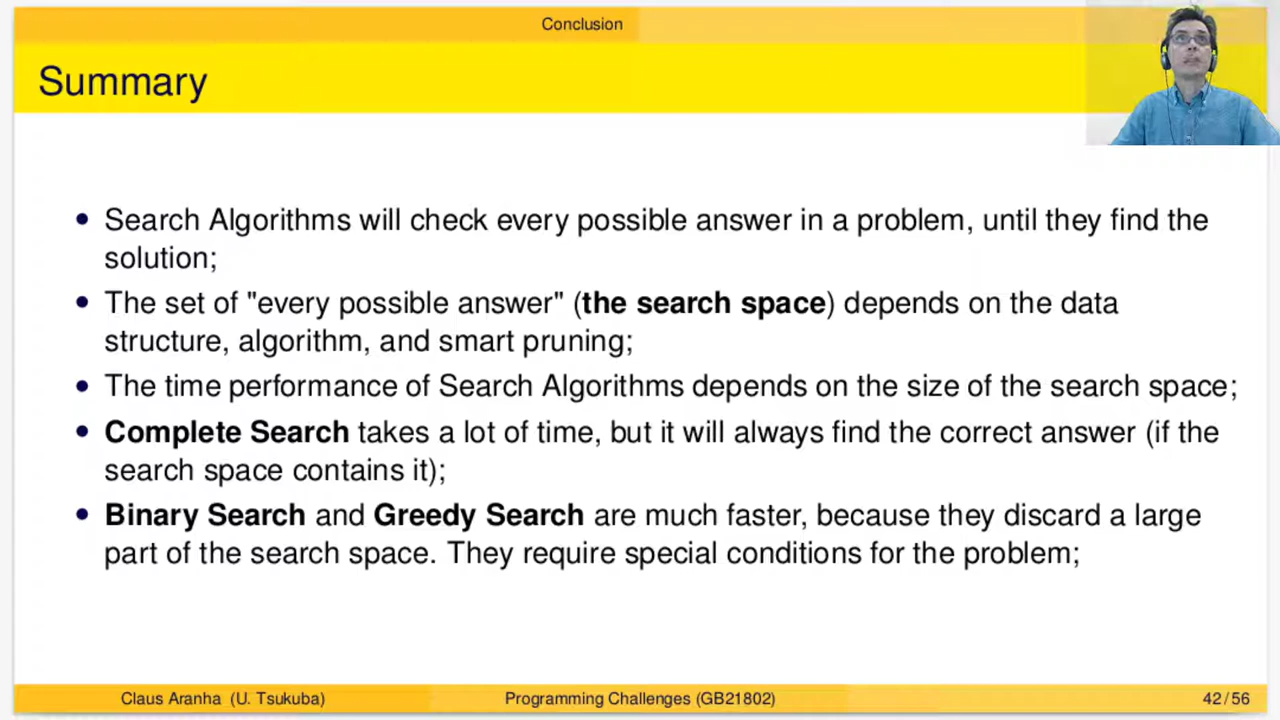 Conclusion
Summary
• Search Algorithms will check every possible answer in a problem, until they find the
solution;
• The set of "every possible answer" (the search space) depends on the data
structure, algorithm, and smart pruning;
• The time performance of Search Algorithms depends on the size of the search space;
• Complete Search takes a lot of time, but it will always find the correct answer (if the
search space contains it);
• Binary Search and Greedy Search are much faster, because they discard a large
part of the search space. They require special conditions for the problem;
Claus Aranha (U. Tsukuba) Programming Challenges (GB21802) 42 / 56